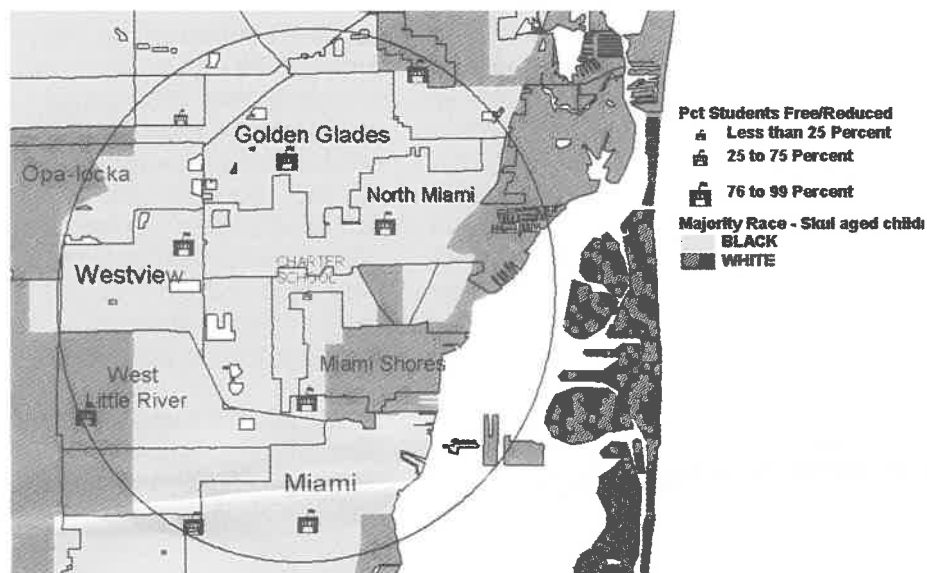 Golden Glades
Opa-locka
North Miami
CHARTER
SCHOOL
Westview
Miami Shores
West
Little River
Miami
Pct Students Free/Reduced
Less than 25 Percent
25 to 75 Percent
76 to 99 Percent
Majority Race - Skul aged childr
BLACK
WHITE